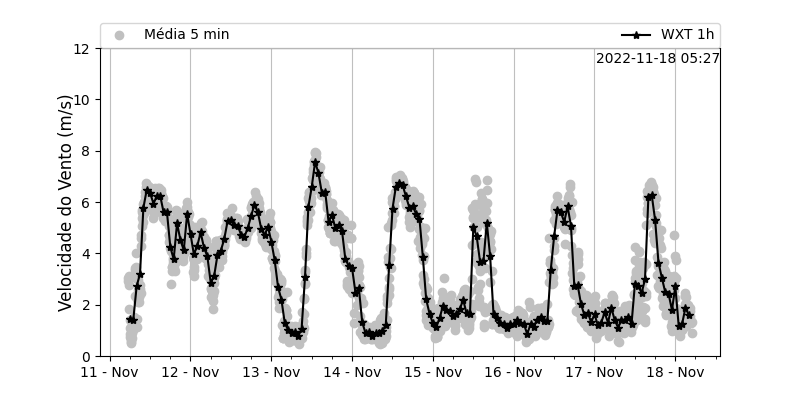 Média 5 min
WXT 1h
2022-11-18 05:27
Velocidade do Vento (m/s)
12
10
8
6
4
2
0
11 - Nov
12 - Nov
13 - Nov
14 - Nov
15 - Nov
16 - Nov
17 - Nov
18 - Nov